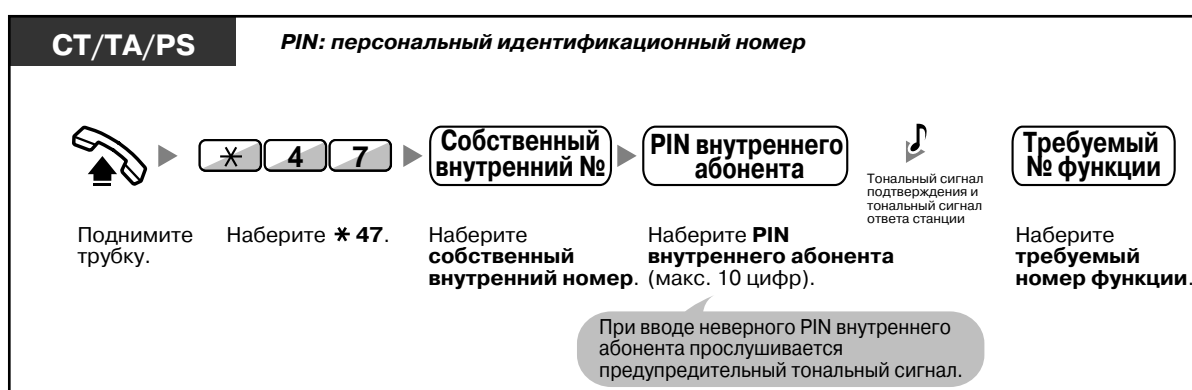 CT/TA/PS
PIN: персональный идентификационный номер
* 4 7
Собственный
внутренний №
PIN внутреннего
абонента
Тональный сигнал
подтверждения и
тональный сигнал
ответа станции
Требуемый
№ функции
Поднимите
трубку.
Наберите * 47.
Наберите
собственный
внутренний номер.
Наберите PIN
внутреннего абонента
(макс. 10 цифр).
Наберите
требуемый
номер функции.
При вводе неверного PIN внутреннего
абонента прослушивается
предупредительный тональный сигнал.